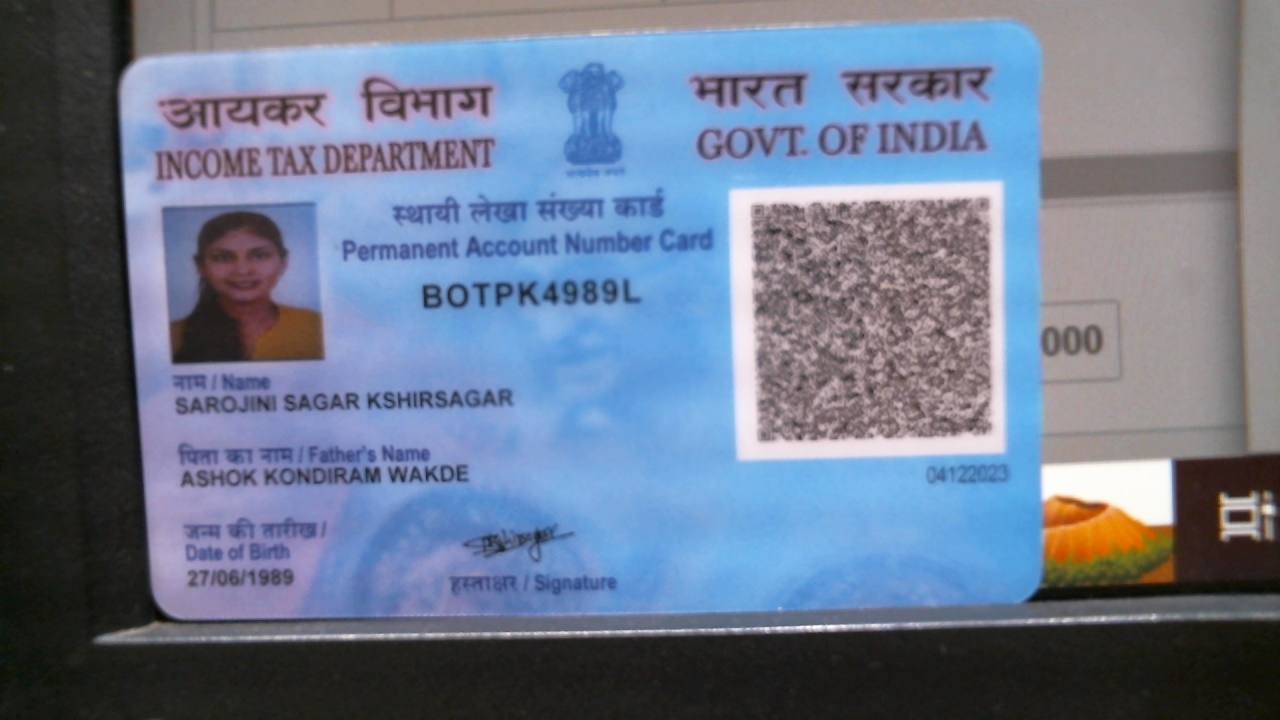 आयकर विभाग
INCOME TAX DEPARTMENT
भारत सरकार
GOVT. OF INDIA
स्थायी लेखा संख्या कार्ड
Permanent Account Number Card
BOTPK4989L
नाम / Name
SAROJINI SAGAR KSHIRSAGAR
पिता का नाम / Father's Name
ASHOK KONDIRAM WAKDE
04122023
जन्म की तारीख /
Date of Birth
27/06/1989
हस्ताक्षर / Signature
000